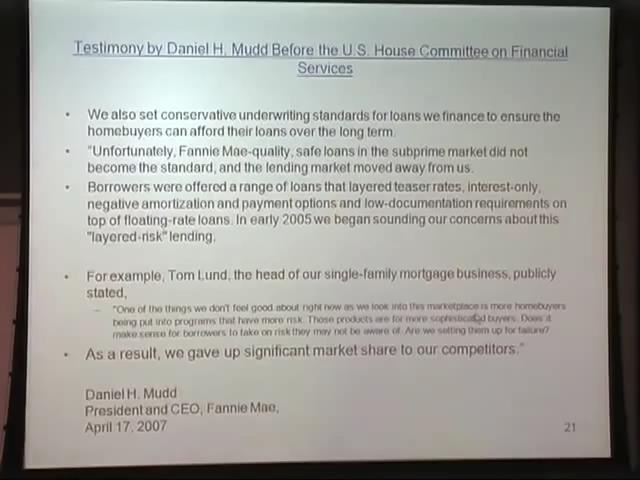 Testimony by Daniel H. Mudd Before the U.S. House Committee on Financial
Services
• We also set conservative underwriting standards for loans we finance to ensure the
homebuyers can afford their loans over the long term.
• "Unfortunately, Fannie Mae-quality, safe loans in the subprime market did not
become the standard, and the lending market moved away from us.
• Borrowers were offered a range of loans that layered teaser rates, interest-only,
negative amortization and payment options and low-documentation requirements on
top of floating-rate loans. In early 2005 we began sounding our concerns about this
"layered-risk" lending.
• For example, Tom Lund, the head of our single-family mortgage business, publicly
stated,
– "One of the things we don't feel good about right now as we look into this marketplace is more homebuyers
being put into programs that have more risk. Those products are for more sophisticated buyers. Does it
make sense for borrowers to take on risk they may not be aware of. Are we setting them up for failure?
• As a result, we gave up significant market share to our competitors."
Daniel H. Mudd
President and CEO, Fannie Mae,
April 17, 2007
21